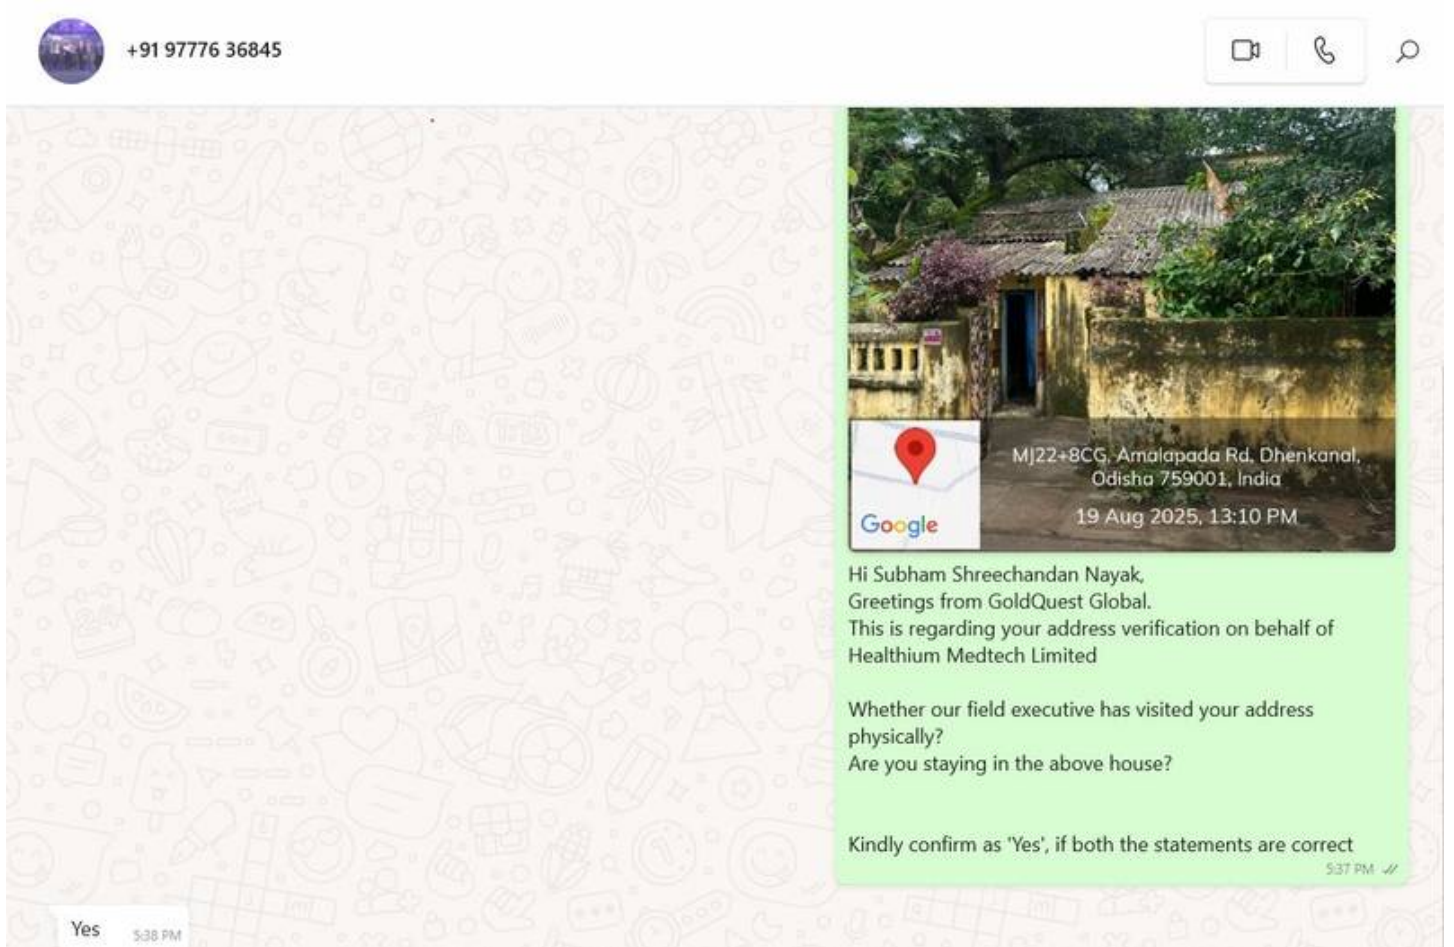 +91 97776 36845
MJ22+8CG, Amalapada Rd, Dhenkanal,
Odisha 759001, India
19 Aug 2025, 13:10 PM
Google
Hi Subham Shreechandan Nayak,
Greetings from GoldQuest Global.
This is regarding your address verification on behalf of
Healthium Medtech Limited
Whether our field executive has visited your address
physically?
Are you staying in the above house?
Kindly confirm as 'Yes', if both the statements are correct
5:37 PM
Yes
5:38 PM